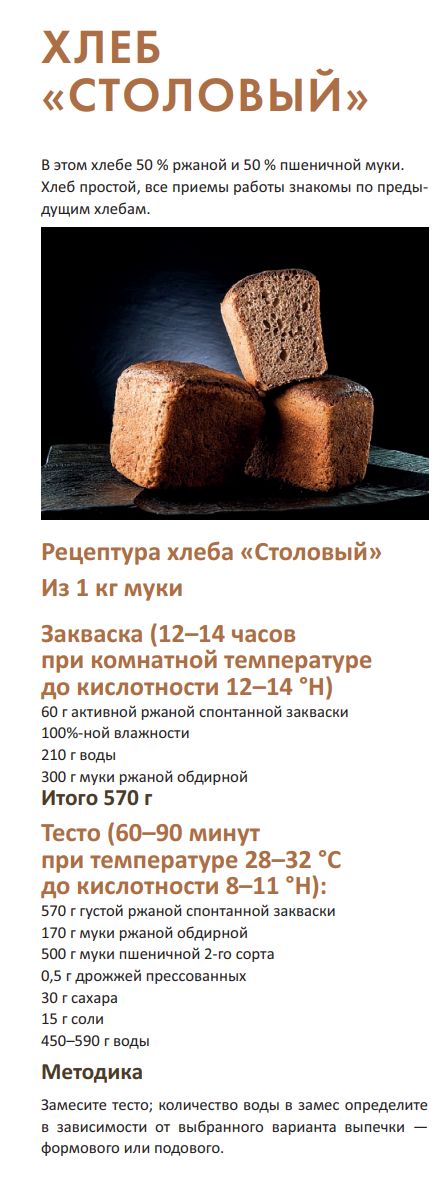 ХЛЕБ
«СТОЛОВЫЙ»
В этом хлебе 50 % ржаной и 50 % пшеничной муки.
Хлеб простой, все приемы работы знакомы по преды-
дущим хлебам.
Рецептура хлеба «Столовый»
Из 1 кг муки
Закваска (12–14 часов
при комнатной температуре
до кислотности 12–14 °Н)
60 г активной ржаной спонтанной закваски
100%-ной влажности
210 г воды
300 г муки ржаной обдирной
Итого 570 г
Тесто (60–90 минут
при температуре 28–32 °С
до кислотности 8–11 °Н):
570 г густой ржаной спонтанной закваски
170 г муки ржаной обдирной
500 г муки пшеничной 2-го сорта
0,5 г дрожжей прессованных
30 г сахара
15 г соли
450–590 г воды
Методика
Замесите тесто; количество воды в замес определите
в зависимости от выбранного варианта выпечки —
формового или подового.